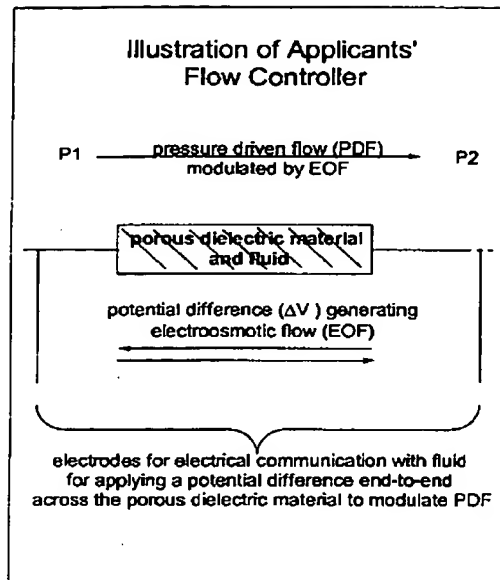 Illustration of Applicants'
Flow Controller
P1 pressure driven flow (PDF) P2
modulated by EOF
porous dielectric material
and fluid
potential difference (ΔV ) generating
electroosmotic flow (EOF)
electrodes for electrical communication with fluid
for applying a potential difference end-to-end
across the porous dielectric material to modulate PDF